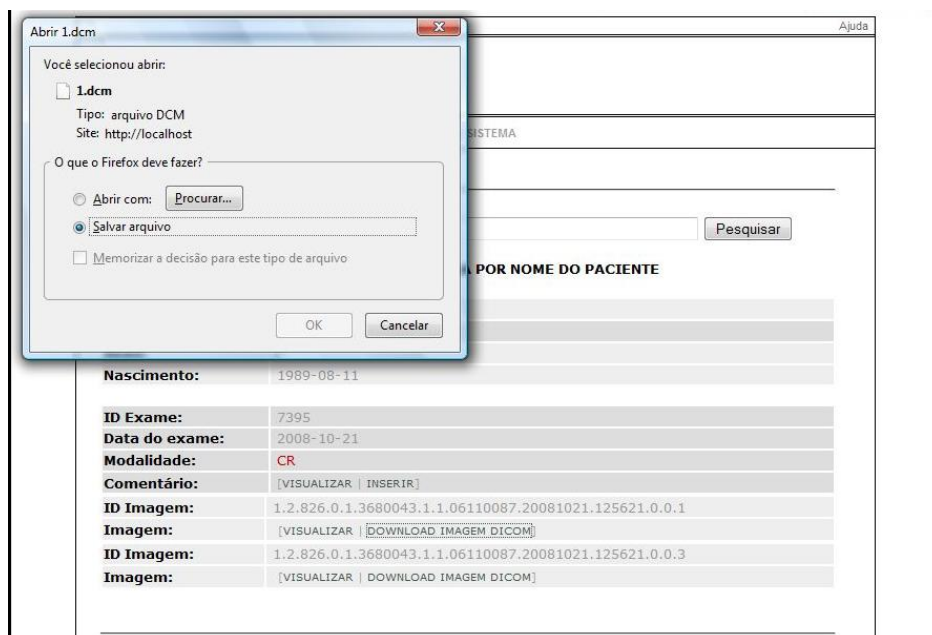 Abrir 1.dcm
Você selecionou abrir:
1.dcm
Tipo: arquivo DCM
Site: http://localhost
O que o Firefox deve fazer?
Abrir com: Procurar...
Salvar arquivo
Memorizar a decisão para este tipo de arquivo
OK Cancelar
Ajuda
SISTEMA
Pesquisar
POR NOME DO PACIENTE
Nascimento: 1989-08-11
ID Exame: 7395
Data do exame: 2008-10-21
Modalidade: CR
Comentário: [VISUALIZAR | INSERIR]
ID Imagem: 1.2.826.0.1.3680043.1.1.06110087.20081021.125621.0.0.1
Imagem: [VISUALIZAR | DOWNLOAD IMAGEM DICOM]
ID Imagem: 1.2.826.0.1.3680043.1.1.06110087.20081021.125621.0.0.3
Imagem: [VISUALIZAR | DOWNLOAD IMAGEM DICOM]